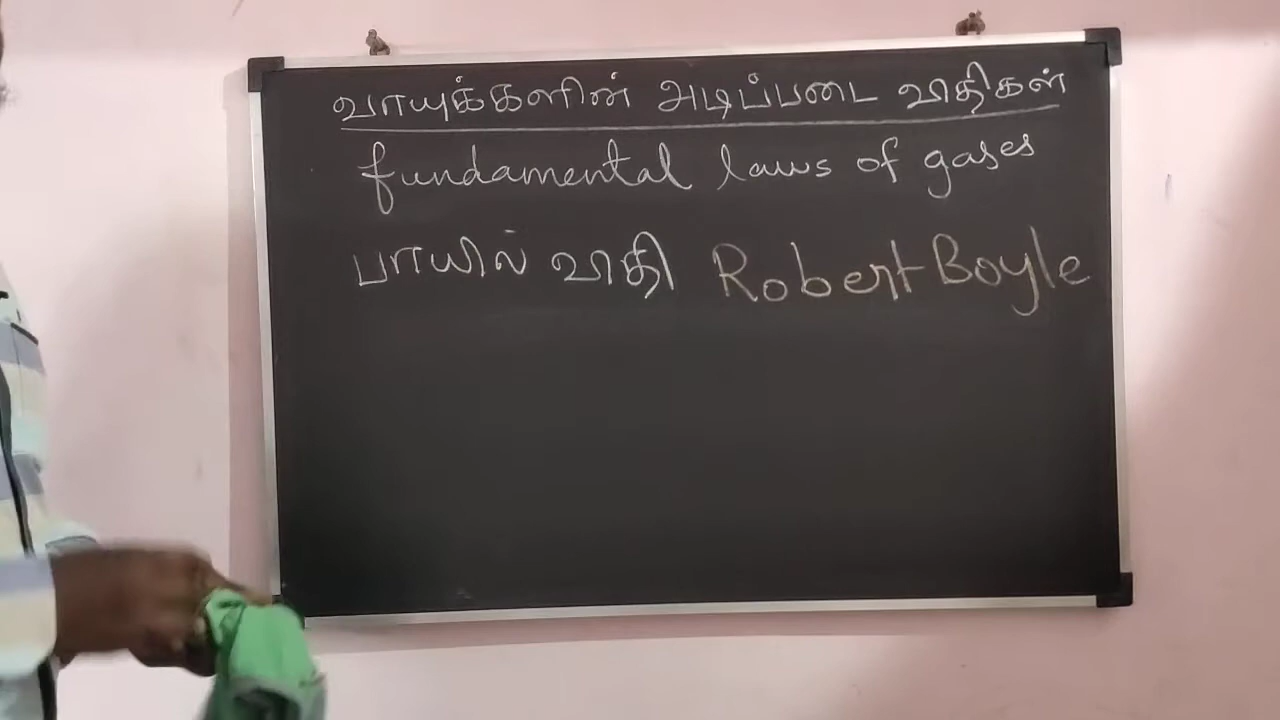 வாயுக்களின் அடிப்படை விதிகள்
fundamental laws of gases
பாயில் விதி Robert Boyle